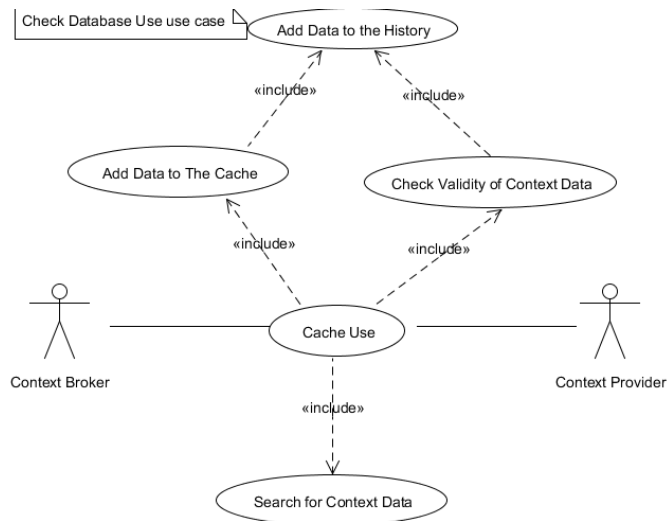 Check Database Use use case
Add Data to the History
«include»
«include»
Add Data to The Cache
Check Validity of Context Data
«include»
«include»
Cache Use
Context Broker
Context Provider
«include»
Search for Context Data